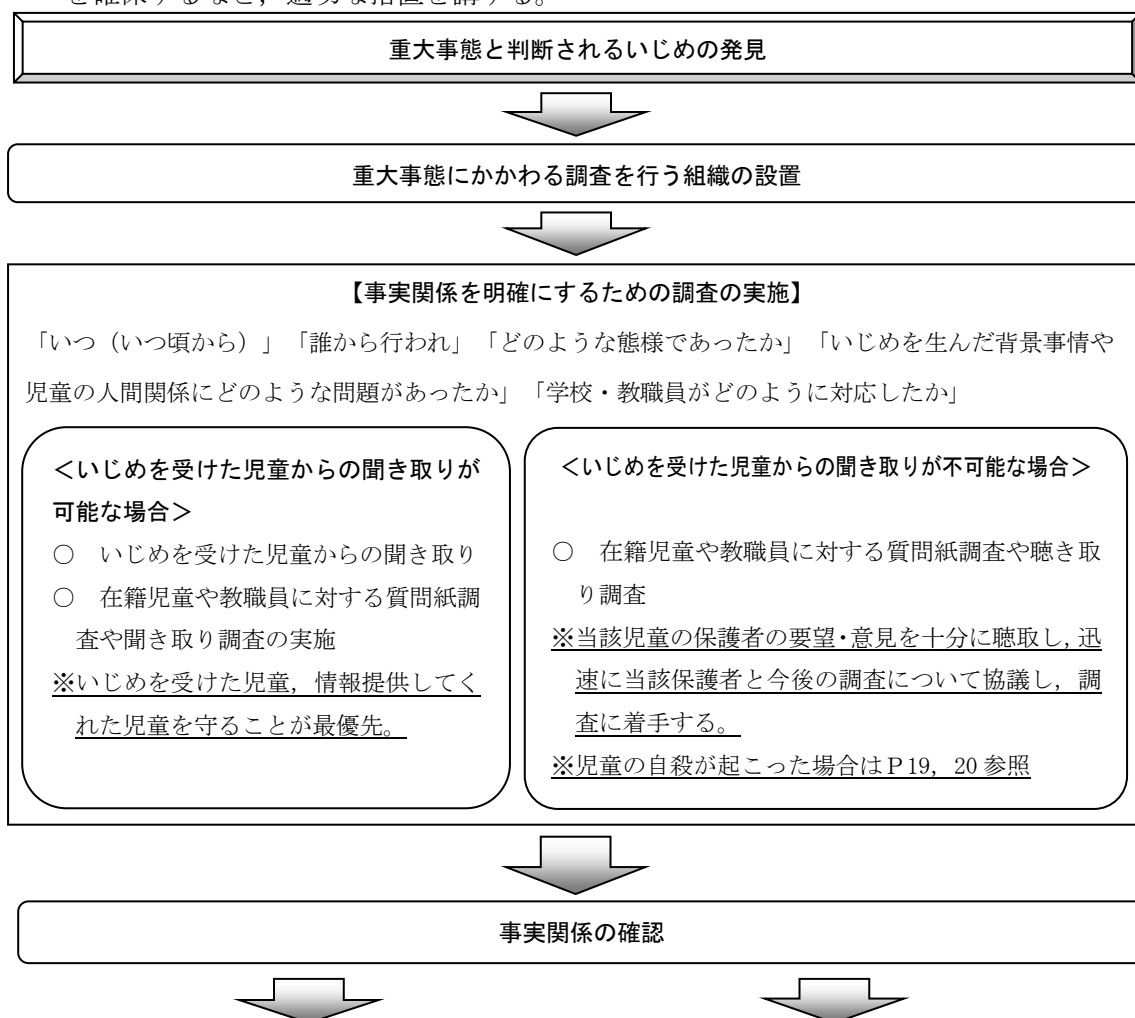 を確保するなど，適切な措置を講する。
重大事態と判断されるいじめの発見
重大事態にかかわる調査を行う組織の設置
【事実関係を明確にするための調査の実施】
「いつ（いつ頃から）」「誰から行われ」「どのような態様であったか」「いじめを生んだ背景事情や
児童の人間関係にどのような問題があったか」「学校・教職員がどのように対応したか」
＜いじめを受けた児童からの聞き取りが
可能な場合＞
○　いじめを受けた児童からの聞き取り
○　在籍児童や教職員に対する質問紙調
査や聞き取り調査の実施
※いじめを受けた児童，情報提供してく
れた児童を守ることが最優先。
＜いじめを受けた児童からの聞き取りが不可能な場合＞
○　在籍児童や教職員に対する質問紙調査や聴き取
り調査
※当該児童の保護者の要望・意見を十分に聴取し，迅
速に当該保護者と今後の調査について協議し，調
査に着手する。
※児童の自殺が起こった場合はＰ19，20 参照
事実関係の確認